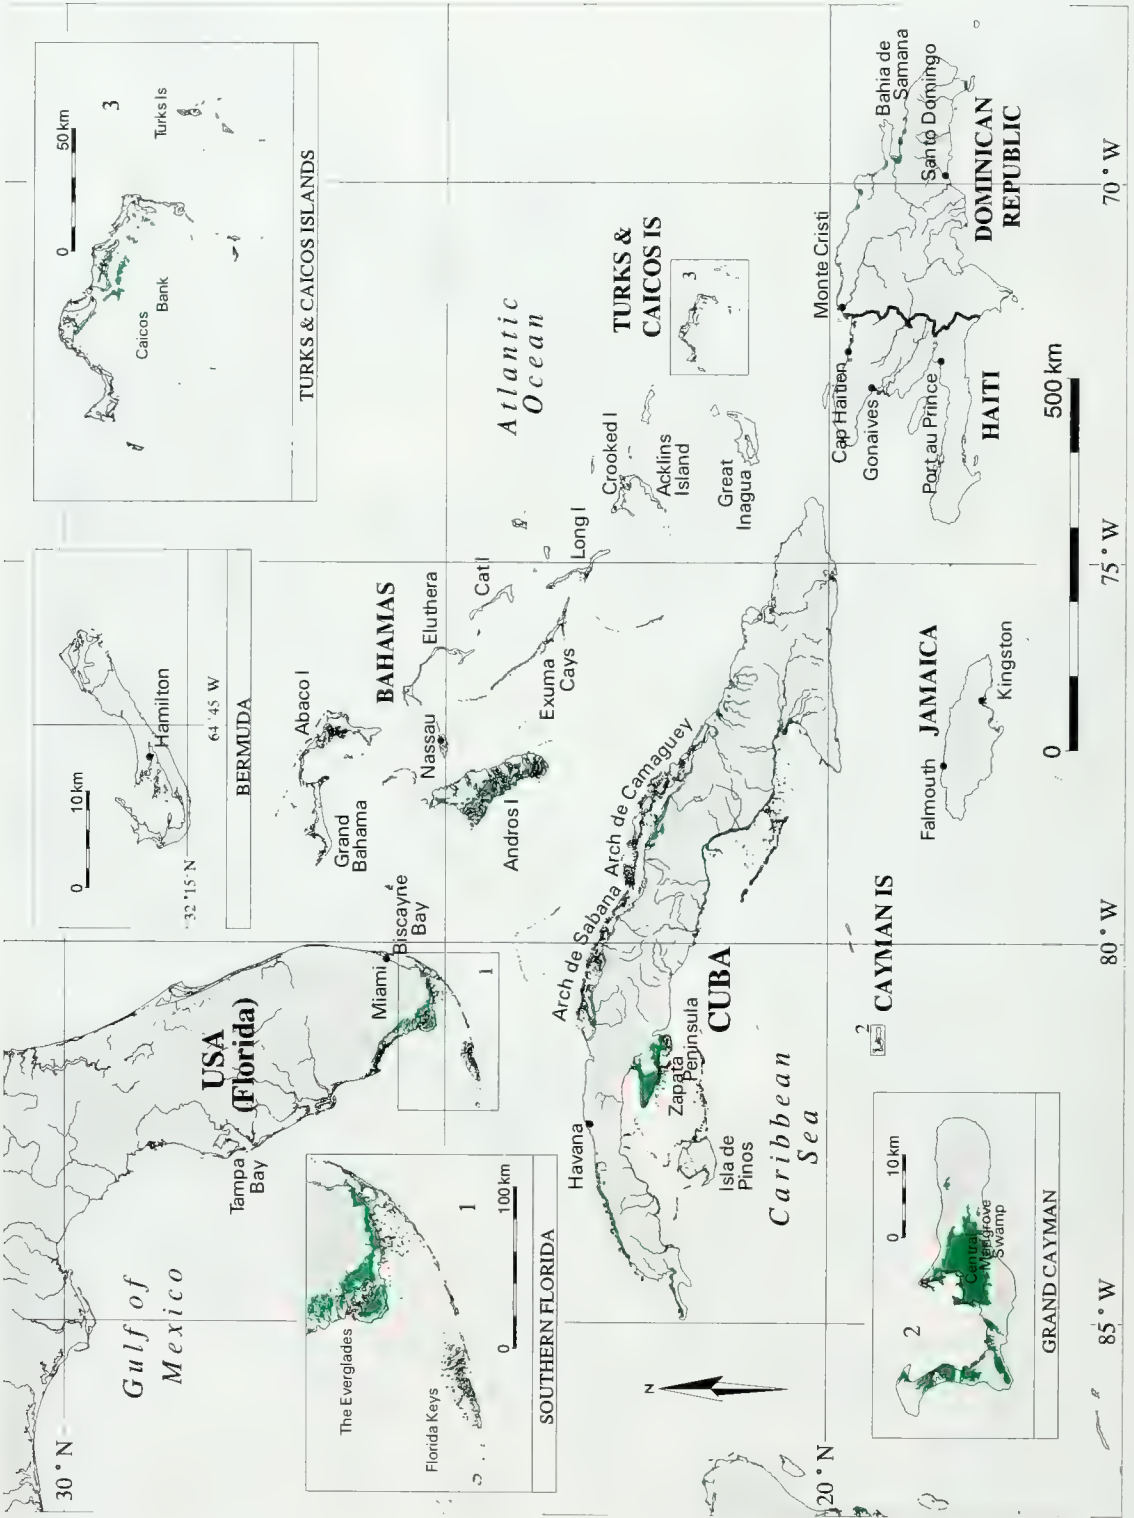 30 ° N
20 ° N
85 ° W
80 ° W
75 ° W
70 ° W
Gulf of
Mexico
USA
(Florida)
Tampa
Bay
Miami
Biscayne
Bay
1
The Everglades
Florida Keys
1
0
100 km
SOUTHERN FLORIDA
0
10 km
Hamilton
32 °15' N
64 °45 W
BERMUDA
0
50 km
3
Turks Is
Caicos
Bank
TURKS & CAICOS ISLANDS
Grand
Bahama
Abaco I
BAHAMAS
Nassau
Eluthera
Cat I
Andros I
Exuma
Cays
Long I
Atlantic
Ocean
Crooked I
Acklins
Island
Great
Inagua
TURKS &
CAICOS IS
3
Havana
Arch de Sabana
Arch de Camaguey
Zapata
Peninsula
CUBA
Isla de
Pinos
Caribbean
Sea
N
2
CAYMAN IS
2
0
10 km
Central
Mangrove
Swamp
GRAND CAYMAN
Falmouth
JAMAICA
Kingston
0
500 km
Monte Cristi
Cap Haitien
Gonaives
Port au Prince
HAITI
Bahia de
Samana
Santo Domingo
DOMINICAN
REPUBLIC